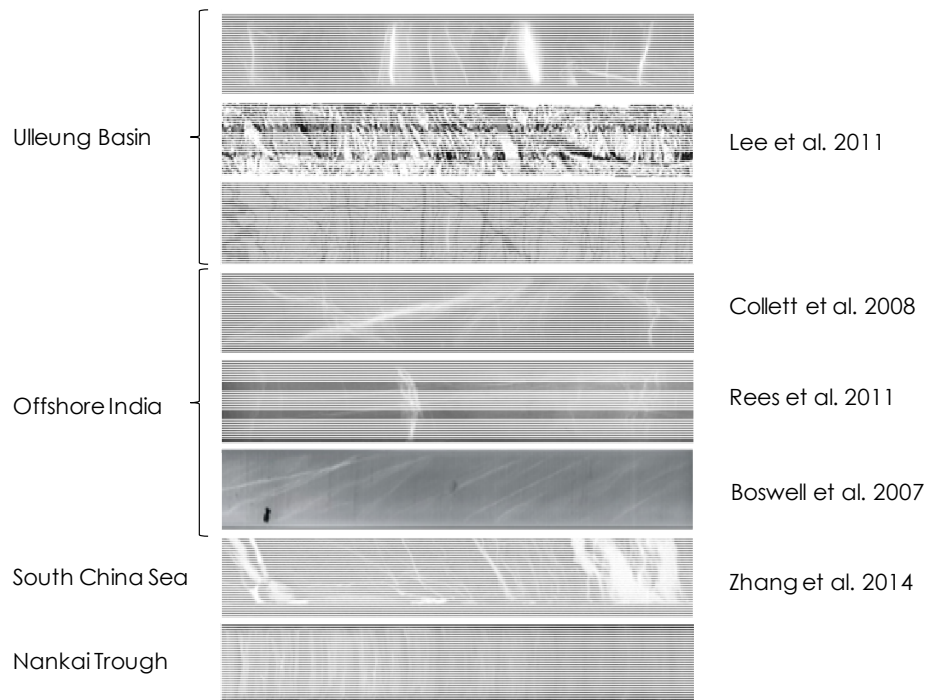 Ulleung Basin
Lee et al. 2011
Collett et al. 2008
Offshore India
Rees et al. 2011
Boswell et al. 2007
South China Sea
Zhang et al. 2014
Nankai Trough